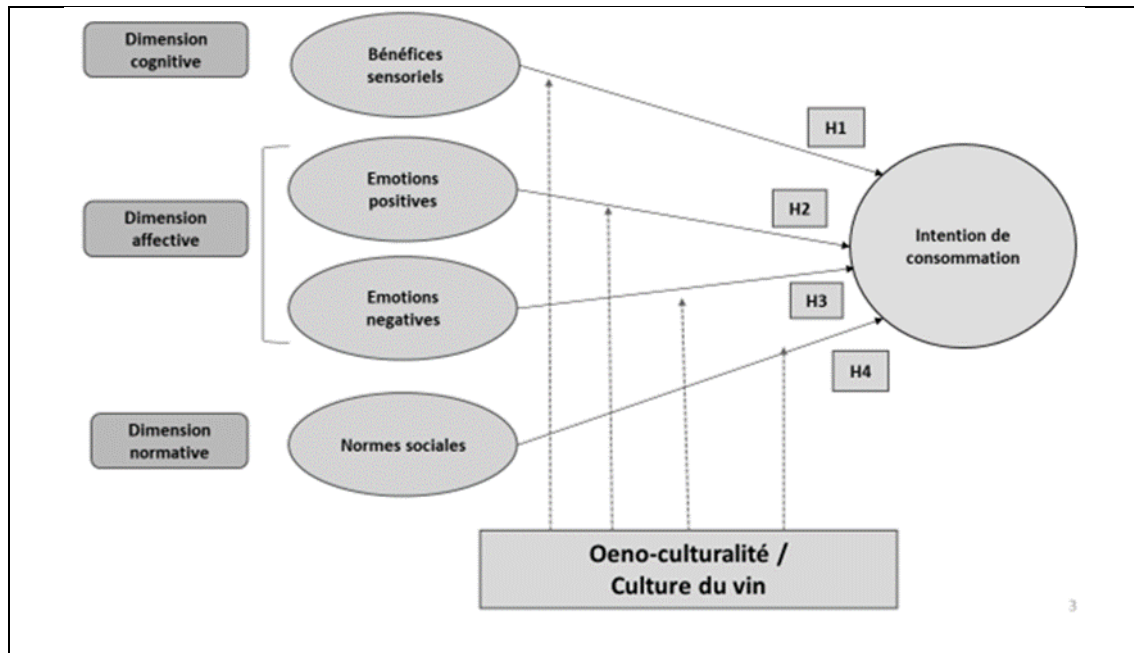 Dimension
cognitive
Bénéfices
sensoriels
H1
Emotions
positives
H2
Dimension
affective
Intention de
consommation
Emotions
negatives
H3
H4
Dimension
normative
Normes sociales
Oeno-culturalité /
Culture du vin
3